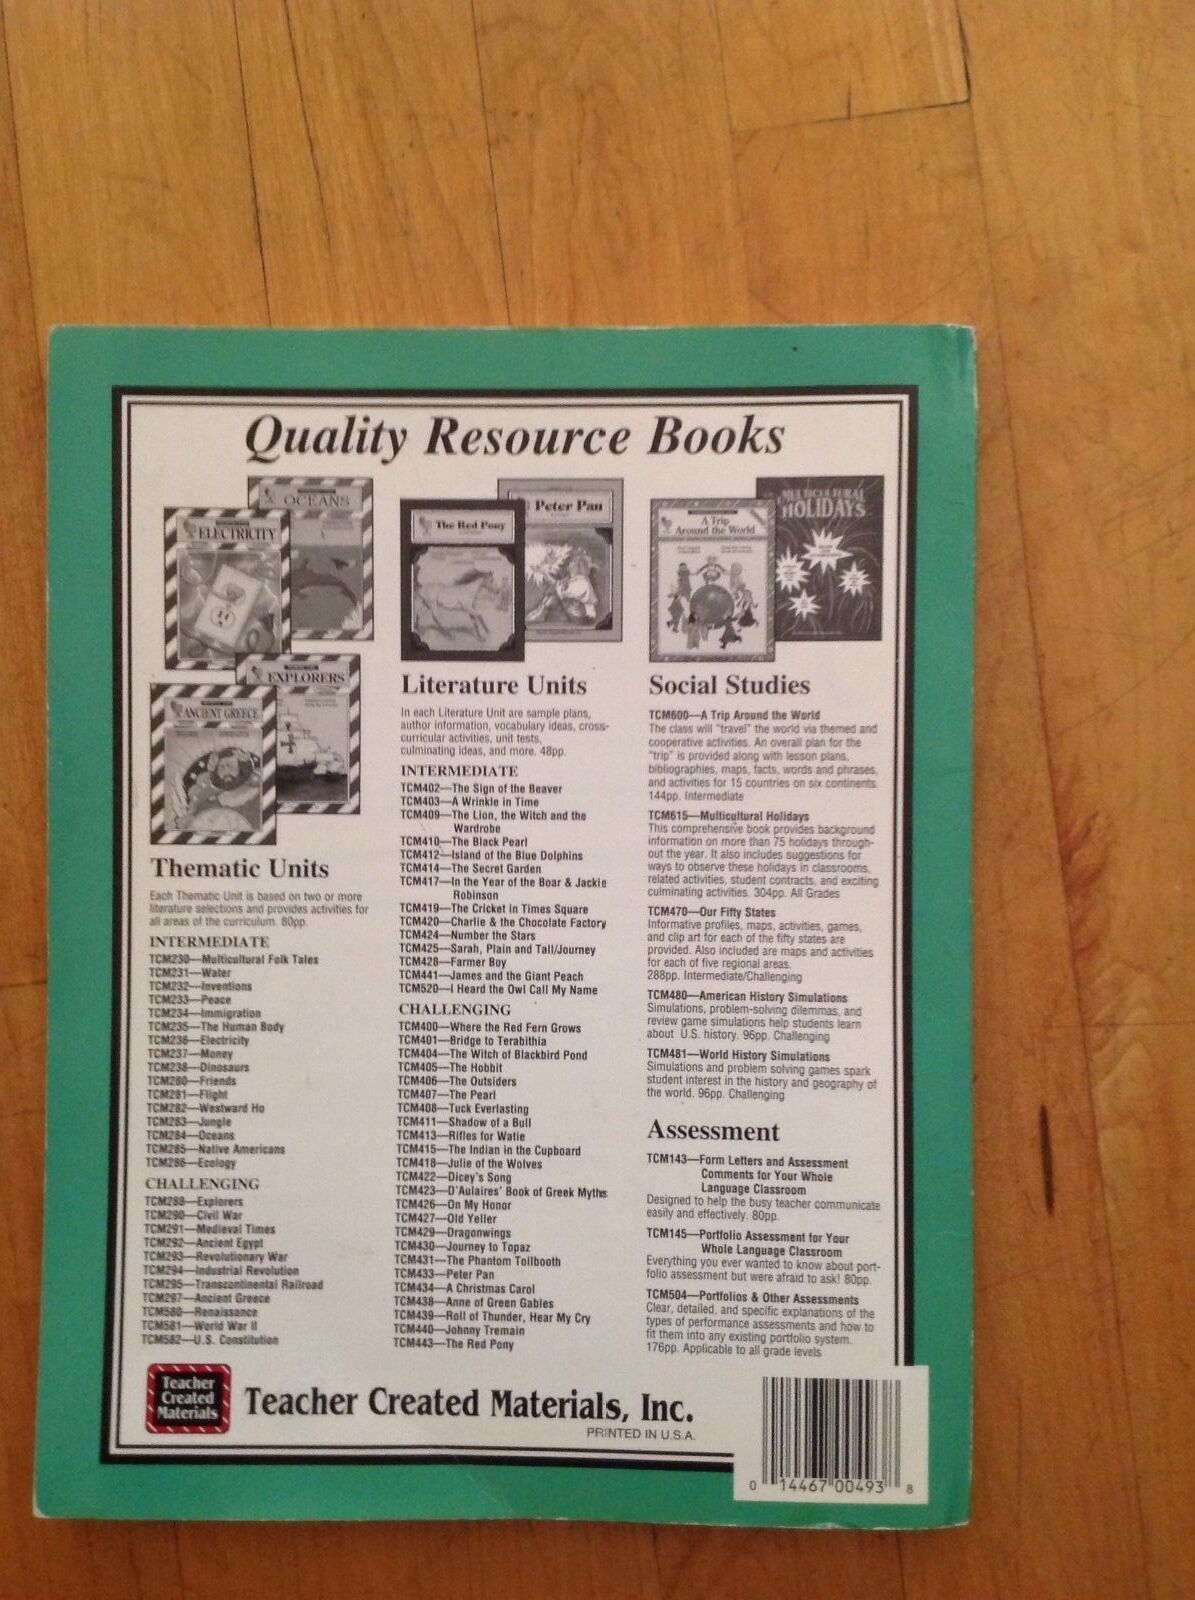 Quality Resource Books
OCEANS
ELECTRICITY
EXPLORERS
ANCIENT GREECE
Thematic Units
Each Thematic Unit is based on two or more
literature selections and provides activities for
all areas of the curriculum. 80pp.
INTERMEDIATE
TCM230—Multicultural Folk Tales
TCM231—Water
TCM232—Inventions
TCM233—Peace
TCM234—Immigration
TCM235—The Human Body
TCM236—Electricity
TCM237—Money
TCM238—Dinosaurs
TCM280—Friends
TCM281—Flight
TCM282—Westward Ho
TCM283—Jungle
TCM284—Oceans
TCM285—Native Americans
TCM286—Ecology
CHALLENGING
TCM288—Explorers
TCM290—Civil War
TCM291—Medieval Times
TCM292—Ancient Egypt
TCM293—Revolutionary War
TCM294—Industrial Revolution
TCM295—Transcontinental Railroad
TCM297—Ancient Greece
TCM580—Renaissance
TCM581—World War II
TCM582—U.S. Constitution
Peter Pan
The Red Pony
Literature Units
In each Literature Unit are sample plans,
author information, vocabulary ideas, cross-
curricular activities, unit tests,
culminating ideas, and more. 48pp.
INTERMEDIATE
TCM402—The Sign of the Beaver
TCM403—A Wrinkle in Time
TCM409—The Lion, the Witch and the
Wardrobe
TCM410—The Black Pearl
TCM412—Island of the Blue Dolphins
TCM414—The Secret Garden
TCM417—In the Year of the Boar & Jackie
Robinson
TCM419—The Cricket in Times Square
TCM420—Charlie & the Chocolate Factory
TCM424—Number the Stars
TCM425—Sarah, Plain and Tall/Journey
TCM428—Farmer Boy
TCM441—James and the Giant Peach
TCM520—I Heard the Owl Call My Name
CHALLENGING
TCM400—Where the Red Fern Grows
TCM401—Bridge to Terabithia
TCM404—The Witch of Blackbird Pond
TCM405—The Hobbit
TCM406—The Outsiders
TCM407—The Pearl
TCM408—Tuck Everlasting
TCM411—Shadow of a Bull
TCM413—Rifles for Watie
TCM415—The Indian in the Cupboard
TCM418—Julie of the Wolves
TCM422—Dicey's Song
TCM423—D'Aulaires' Book of Greek Myths
TCM426—On My Honor
TCM427—Old Yeller
TCM429—Dragonwings
TCM430—Journey to Topaz
TCM431—The Phantom Tollbooth
TCM433—Peter Pan
TCM434—A Christmas Carol
TCM438—Anne of Green Gables
TCM439—Roll of Thunder, Hear My Cry
TCM440—Johnny Tremain
TCM443—The Red Pony
MULTICULTURAL
HOLIDAYS
A Trip
Around the World
Social Studies
TCM600—A Trip Around the World
The class will "travel" the world via themed and
cooperative activities. An overall plan for the
"trip" is provided along with lesson plans,
bibliographies, maps, facts, words and phrases,
and activities for 15 countries on six continents.
144pp. Intermediate
TCM615—Multicultural Holidays
This comprehensive book provides background
information on more than 75 holidays through-
out the year. It also includes suggestions for
ways to observe these holidays in classrooms,
related activities, student contracts, and exciting
culminating activities. 304pp. All Grades
TCM470—Our Fifty States
Informative profiles, maps, activities, games,
and clip art for each of the fifty states are
provided. Also included are maps and activities
for each of five regional areas.
288pp. Intermediate/Challenging
TCM480—American History Simulations
Simulations, problem-solving dilemmas, and
review game simulations help students learn
about U.S. history. 96pp. Challenging
TCM481—World History Simulations
Simulations and problem solving games spark
student interest in the history and geography of
the world. 96pp. Challenging
Assessment
TCM143—Form Letters and Assessment
Comments for Your Whole
Language Classroom
Designed to help the busy teacher communicate
easily and effectively. 80pp.
TCM145—Portfolio Assessment for Your
Whole Language Classroom
Everything you ever wanted to know about port-
folio assessment but were afraid to ask! 80pp.
TCM504—Portfolios & Other Assessments
Clear, detailed, and specific explanations of the
types of performance assessments and how to
fit them into any existing portfolio system.
176pp. Applicable to all grade levels
Teacher
Created
Materials
Teacher Created Materials, Inc.
PRINTED IN U.S.A.
0 14467 00493 8